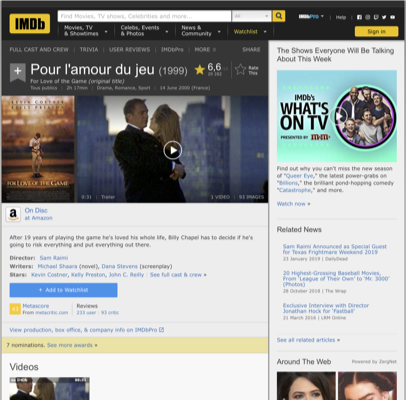 IMDb
Find Movies, TV shows, Celebrities and more...
All
IMDbPro
Help
Movies, TV
& Showtimes
Celebs, Events
& Photos
News &
Community
Watchlist
Sign in
FULL CAST AND CREW | TRIVIA | USER REVIEWS | IMDbPro | MORE
SHARE
Pour l'amour du jeu (1999)
6,6
Rate
This
For Love of the Game (original title)
Tous publics | 2h 17min | Drama, Romance, Sport | 14 June 2000 (France)
KEVIN COSTNER
FOR LOVE OF THE GAME
0:31 | Trailer
1 VIDEO | 93 IMAGES
On Disc
at Amazon
After 19 years of playing the game he's loved his whole life, Billy Chapel has to decide if he's
going to risk everything and put everything out there.
Director: Sam Raimi
Writers: Michael Shaara (novel), Dana Stevens (screenplay)
Stars: Kevin Costner, Kelly Preston, John C. Reilly | See full cast & crew »
+ Add to Watchlist
Metascore
From metacritic.com
Reviews
233 user | 93 critic
View production, box office, & company info on IMDbPro
7 nominations. See more awards »
Videos
The Shows Everyone Will Be Talking
About This Week
IMDb's
WHAT'S
ON TV
PRESENTED BY m&m's
Find out why you can't miss the new season
of "Queer Eye," the latest power-grabs on
"Billions," the brilliant pond-hopping comedy
"Catastrophe," and more.
Watch now »
Related News
Sam Raimi Announced as Special Guest
for Texas Frightmare Weekend 2019
23 January 2019 | DailyDead
20 Highest-Grossing Baseball Movies,
From 'League of Their Own' to 'Mr. 3000'
(Photos)
28 October 2018 | The Wrap
Exclusive Interview with Director
Jonathan Hock for 'Fastball'
21 March 2016 | LRM Online
See all related articles »
Around The Web
Powered by ZergNet